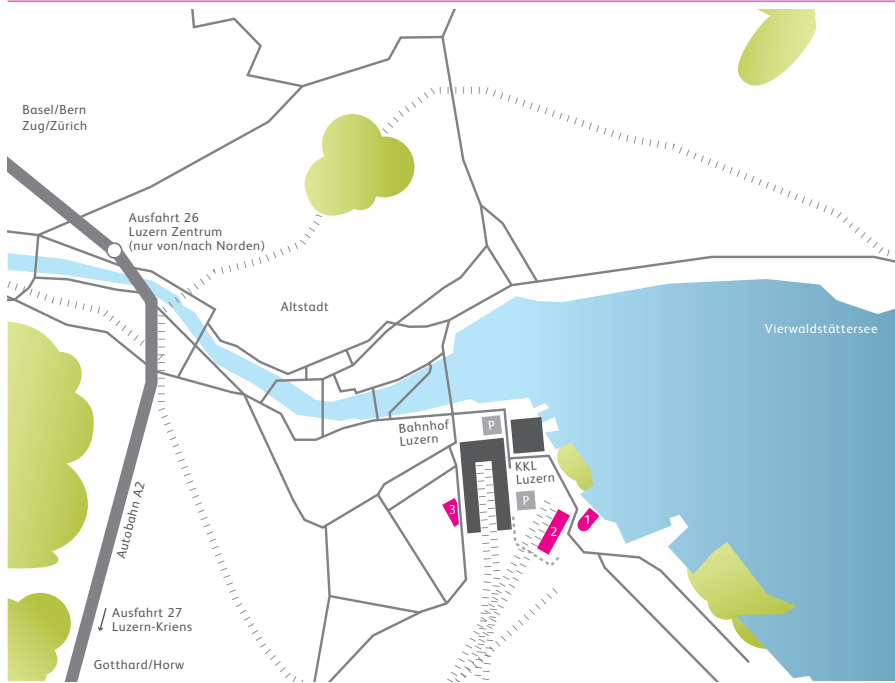 Basel/Bern
Zug/Zürich
Ausfahrt 26
Luzern Zentrum
(nur von/nach Norden)
Altstadt
Vierwaldstättersee
Bahnhof
Luzern
P
KKL
Luzern
P
3
2
1
Autobahn A2
Ausfahrt 27
Luzern-Kriens
Gotthard/Horw